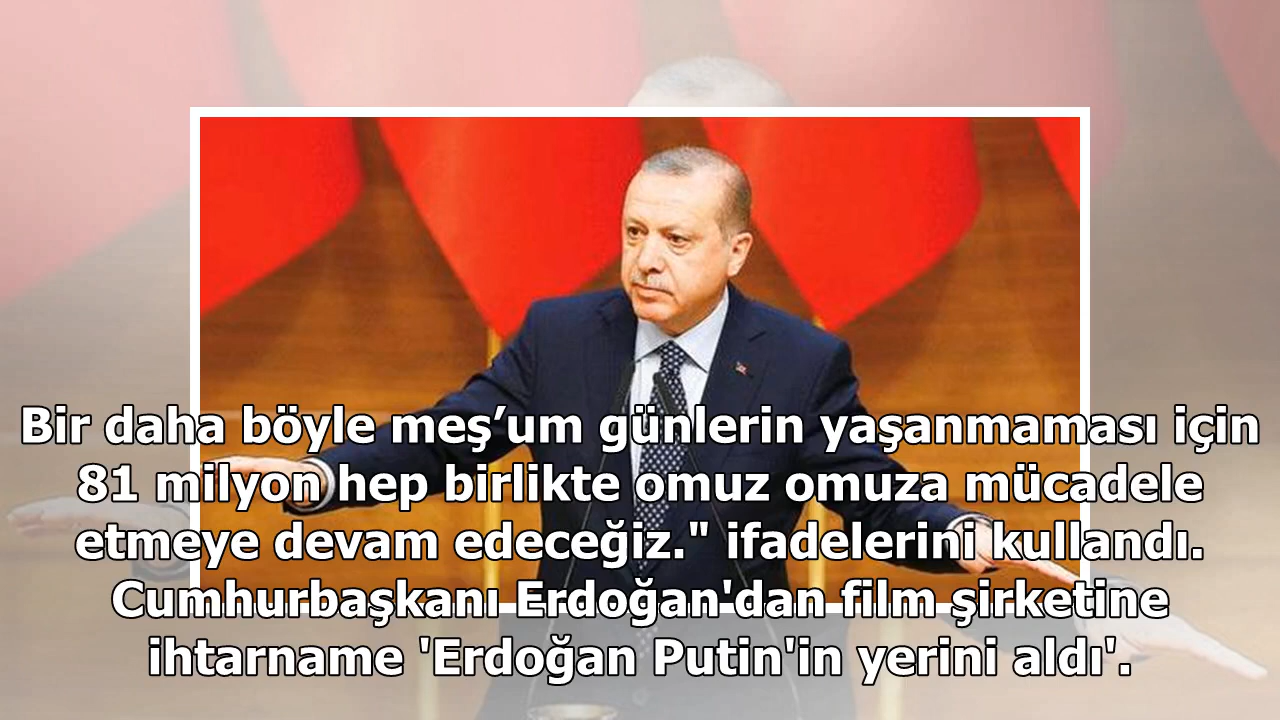 Bir daha böyle meş’um günlerin yaşanmaması için
81 milyon hep birlikte omuz omuza mücadele
etmeye devam edeceğiz." ifadelerini kullandı.
Cumhurbaşkanı Erdoğan'dan film şirketine
ihtarname 'Erdoğan Putin'in yerini aldı'.